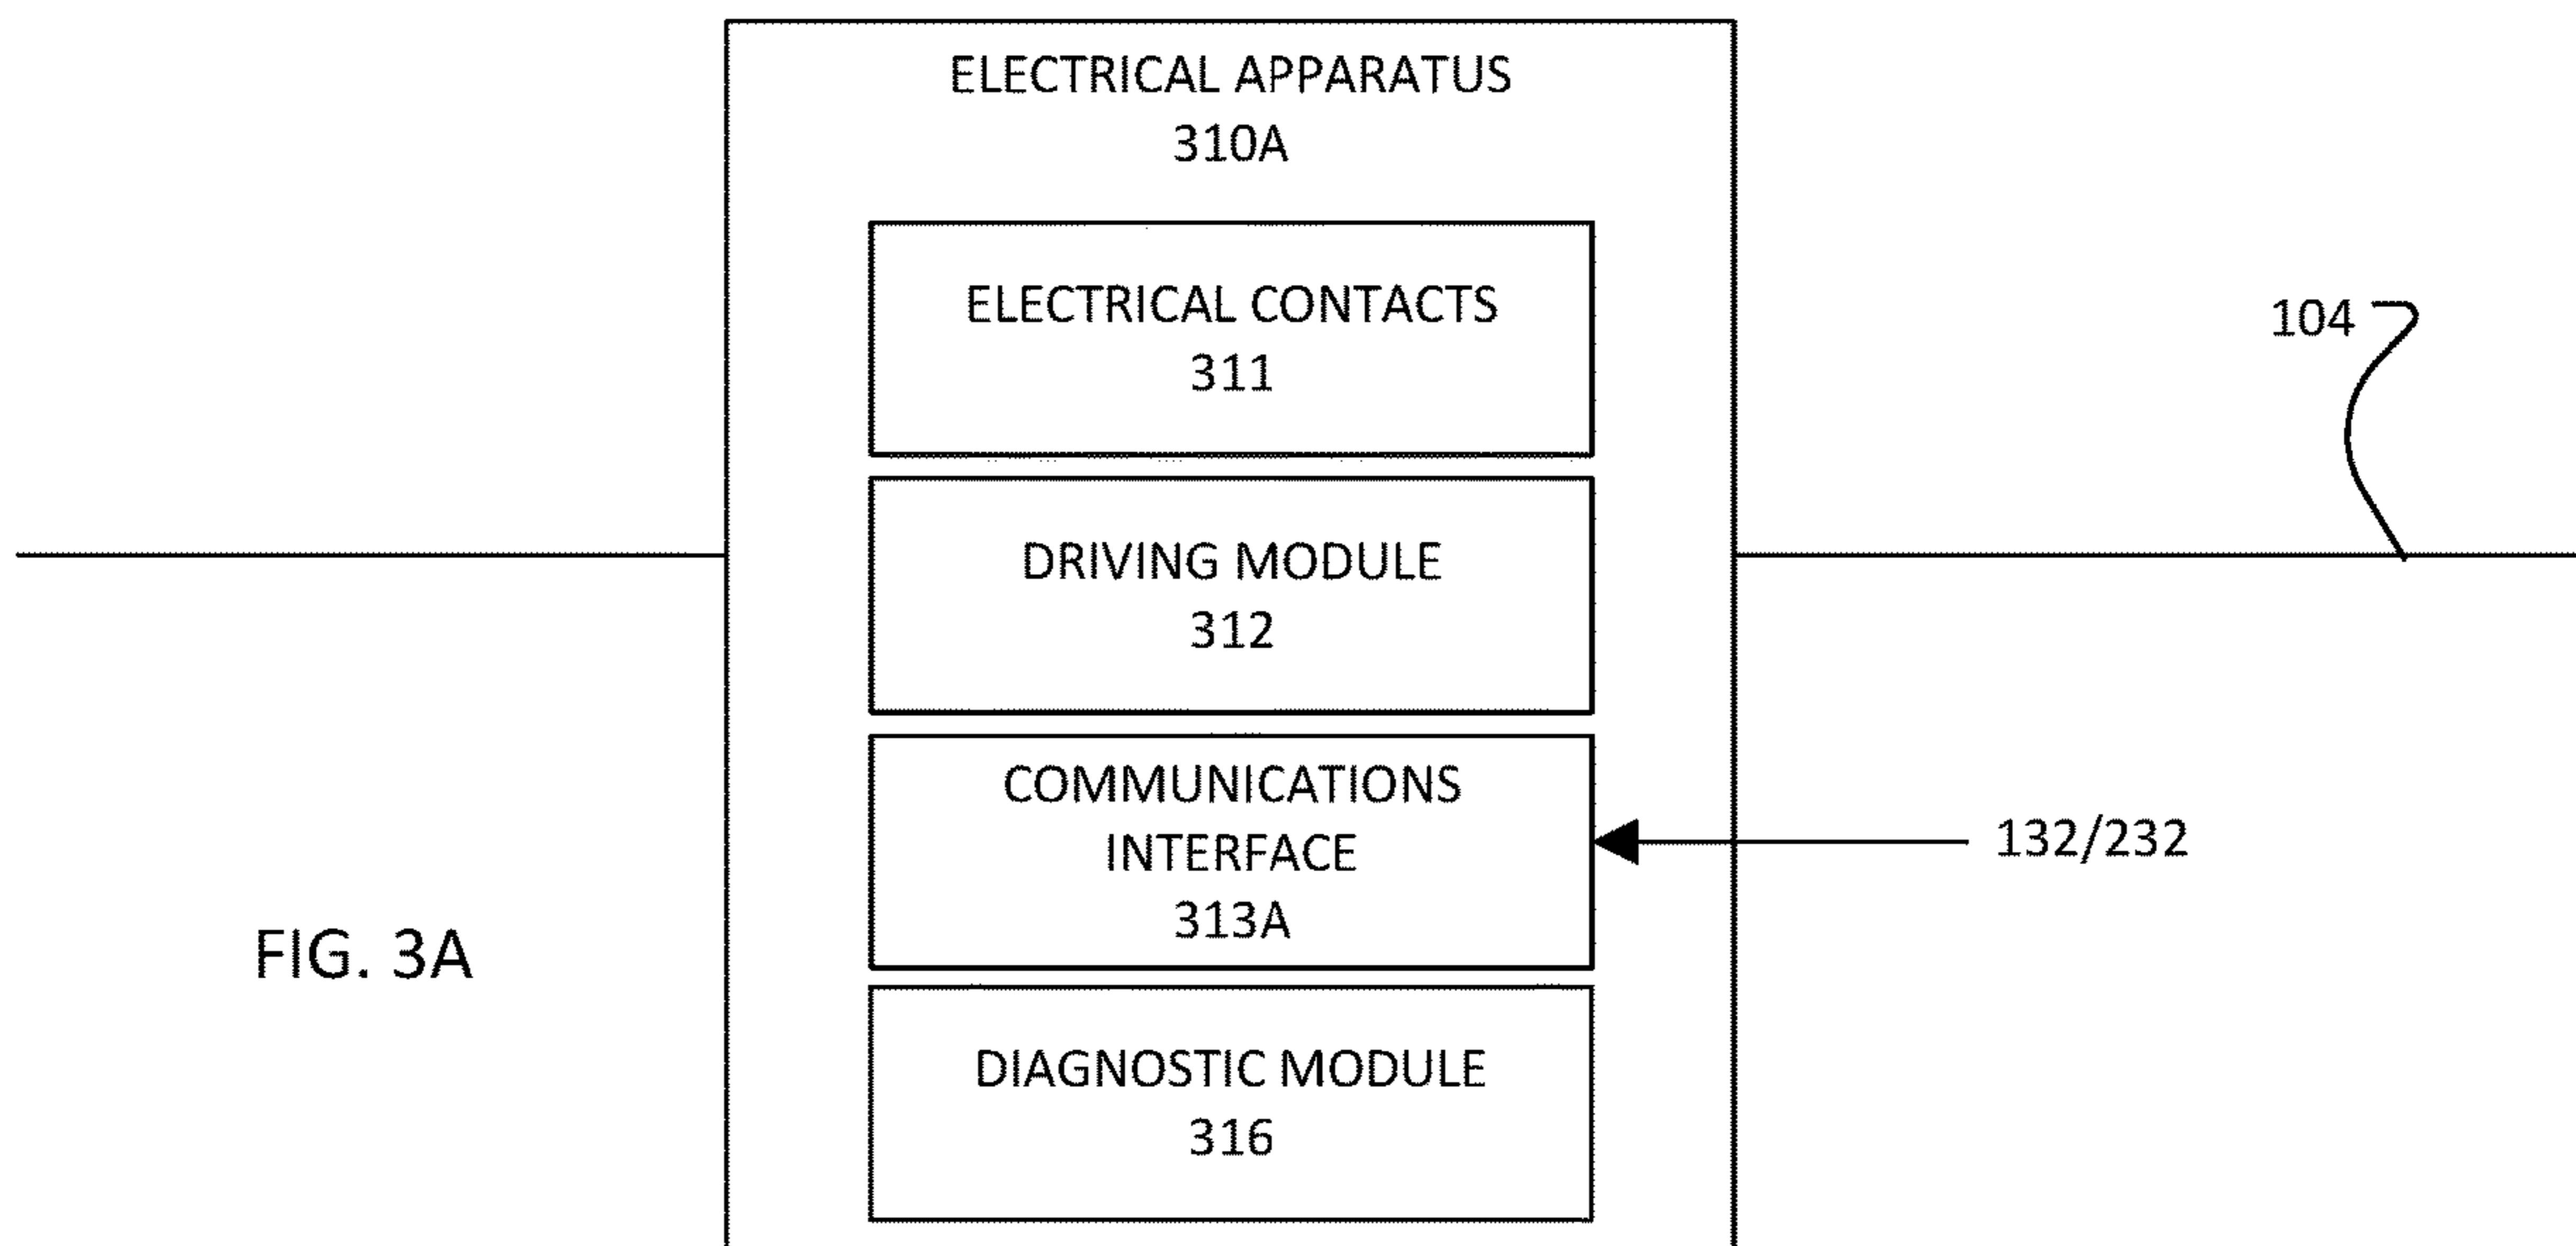 ELECTRICAL APPARATUS
310A
ELECTRICAL CONTACTS
311
104
DRIVING MODULE
312
COMMUNICATIONS
INTERFACE
313A
132/232
FIG. 3A
DIAGNOSTIC MODULE
316